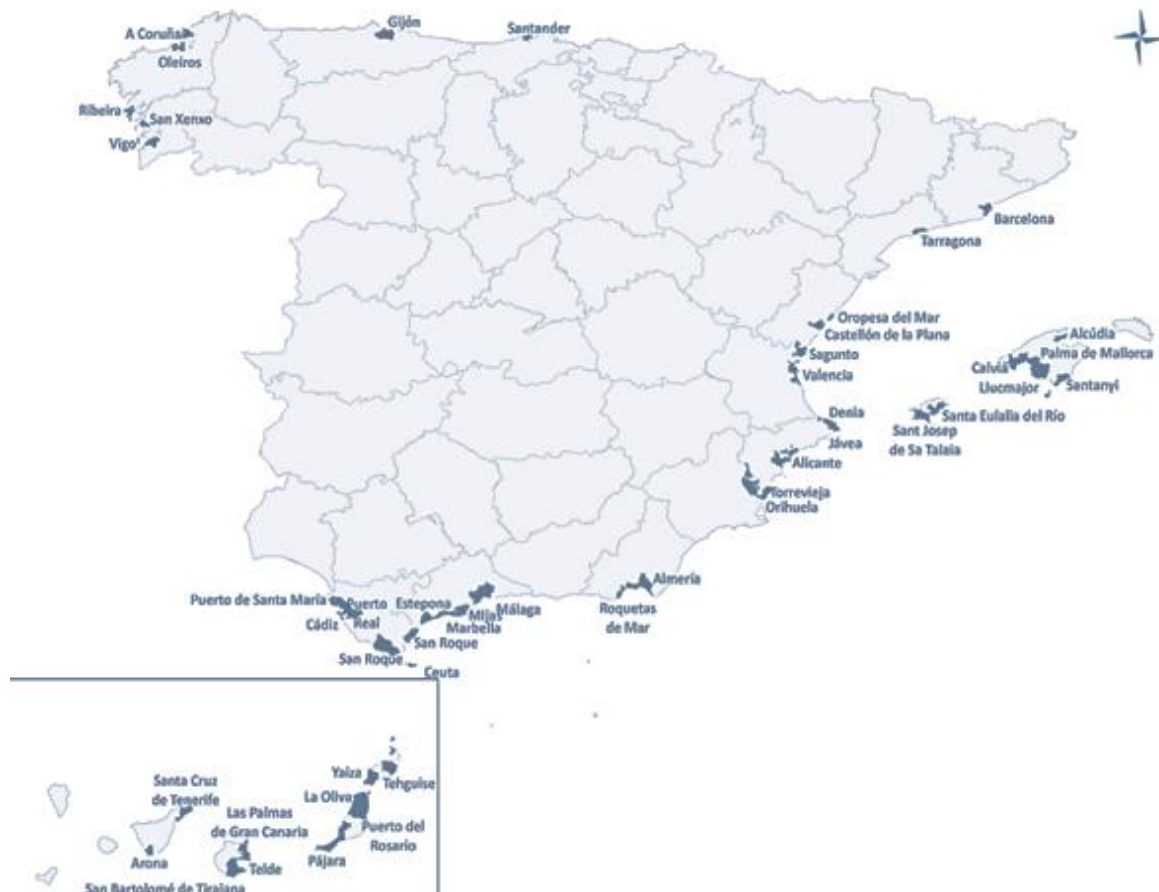 A Coruña
Oleiros
Gijón
Santander
Ribeira
San Xenxo
Vigo
Barcelona
Tarragona
Oropesa del Mar
Castellón de la Plana
Sagunto
Valencia
Alcúdia
Palma de Mallorca
Calviá
Llucmajor
Santanyi
Santa Eulalla del Río
Sant Josep
de Sa Talaia
Denia
Jávea
Alicante
Torrevieja
Orihuela
Almería
Roquetas
de Mar
Puerto de Santa María
Puerto
Real
Cádiz
Estepona
Mijas
Málaga
Marbella
San Roque
San Roque
Ceuta
Yaiza
Tehguise
La Oliva
Puerto del
Rosario
Pájara
Santa Cruz
de Tenerife
Las Palmas
de Gran Canaria
Arona
Telde
San Bartolomé de Tirajana